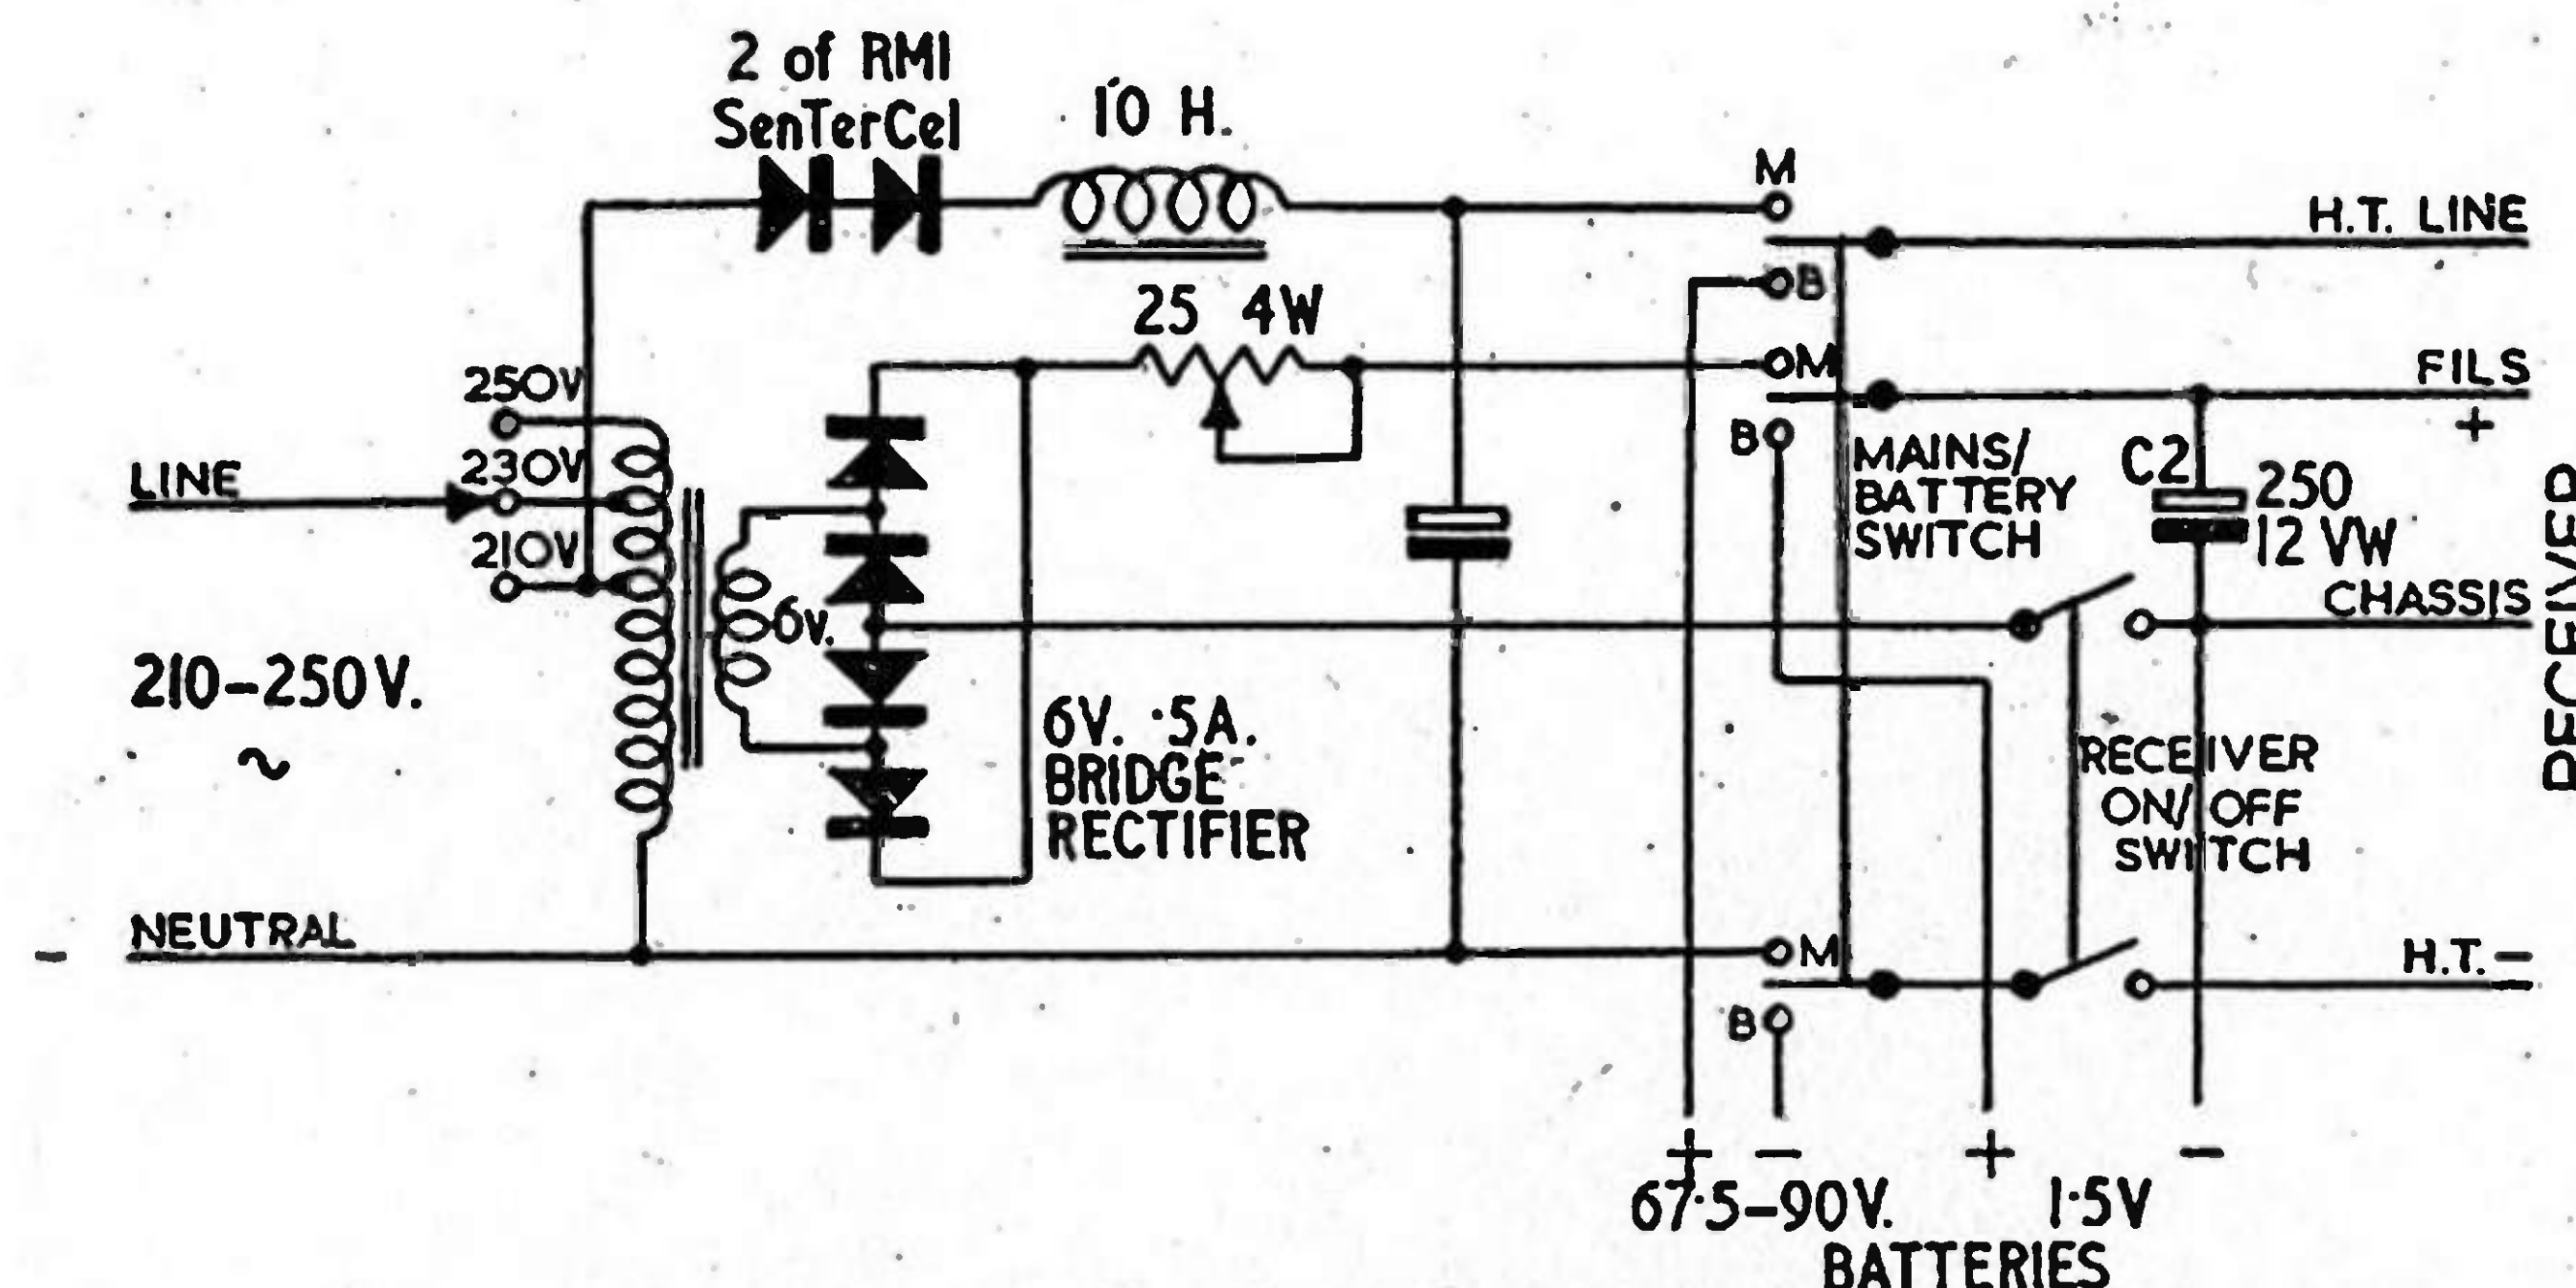 2 of RMI
SenTerCel
10 H.
M
H.T. LINE
B
25 4W
M
FILS
+
250V
230V
LINE
210V
B
MAINS/
BATTERY
SWITCH
C2
250
12 VW
CHASSIS
RECEIVER
6v.
210–250V.
~
6V. ·5A.
BRIDGE
RECTIFIER
RECEIVER
ON/OFF
SWITCH
NEUTRAL
–
M
H.T.–
B
+ – + –
67·5–90V. 1·5V
BATTERIES